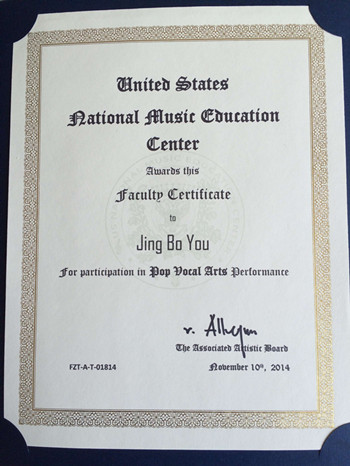 United States
National Music Education
Center
Awards this
Faculty Certificate
to
Jing Bo You
For participation in Pop Vocal Arts Performance
The Associated Artistic Board
FZT-A-T-01814
November 10th, 2014